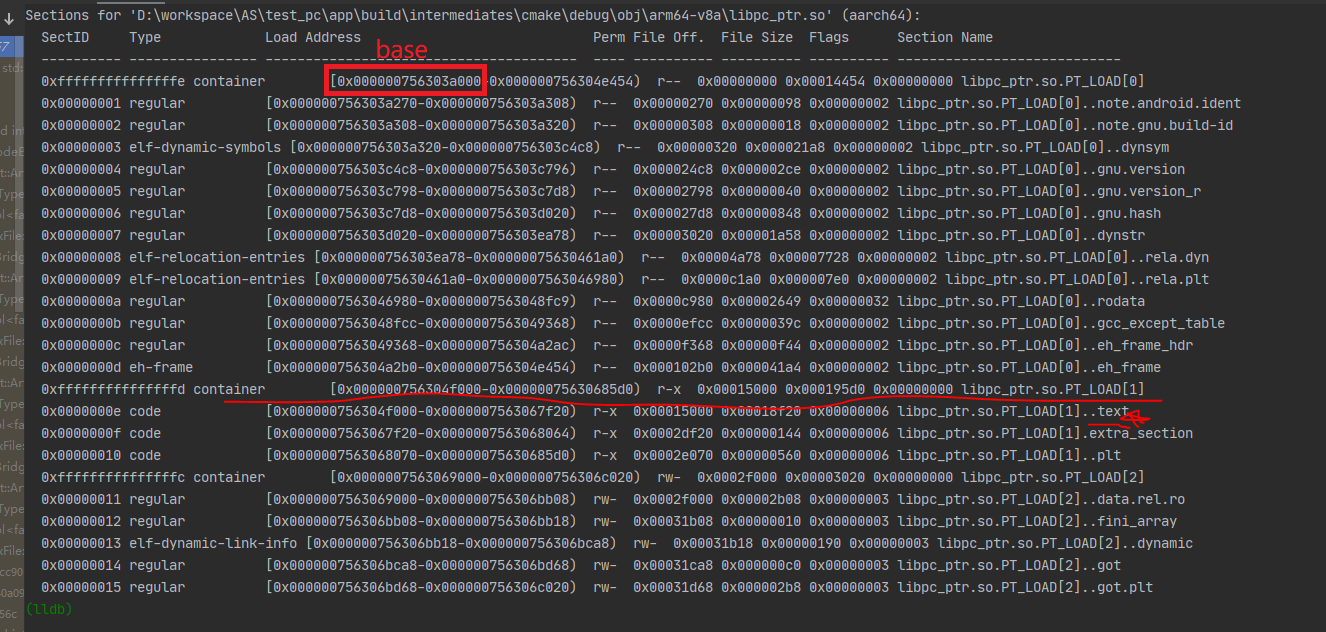 Sections for 'D:\workspace\AS\test_pc\app\build\intermediates\cmake\debug\obj\arm64-v8a\libpc_ptr.so' (aarch64):
SectID Type Load Address Perm File Off. File Size Flags Section Name
base
---------- ---------------- --------------------------------------- ---- ---------- ---------- ---------- ----------------------------
0xfffffffffffffffe container [0x000000756303a000-0x000000756304e454) r-- 0x00000000 0x00014454 0x00000000 libpc_ptr.so.PT_LOAD[0]
0x00000001 regular [0x000000756303a270-0x000000756303a308) r-- 0x00000270 0x00000098 0x00000002 libpc_ptr.so.PT_LOAD[0]..note.android.ident
0x00000002 regular [0x000000756303a308-0x000000756303a320) r-- 0x00000308 0x00000018 0x00000002 libpc_ptr.so.PT_LOAD[0]..note.gnu.build-id
0x00000003 elf-dynamic-symbols [0x000000756303a320-0x000000756303c4c8) r-- 0x00000320 0x000021a8 0x00000002 libpc_ptr.so.PT_LOAD[0]..dynsym
0x00000004 regular [0x000000756303c4c8-0x000000756303c796) r-- 0x000024c8 0x000002ce 0x00000002 libpc_ptr.so.PT_LOAD[0]..gnu.version
0x00000005 regular [0x000000756303c798-0x000000756303c7d8) r-- 0x00002798 0x00000040 0x00000002 libpc_ptr.so.PT_LOAD[0]..gnu.version_r
0x00000006 regular [0x000000756303c7d8-0x000000756303d020) r-- 0x000027d8 0x00000848 0x00000002 libpc_ptr.so.PT_LOAD[0]..gnu.hash
0x00000007 regular [0x000000756303d020-0x000000756303ea78) r-- 0x00003020 0x00001a58 0x00000002 libpc_ptr.so.PT_LOAD[0]..dynstr
0x00000008 elf-relocation-entries [0x000000756303ea78-0x00000075630461a0) r-- 0x00004a78 0x00007728 0x00000002 libpc_ptr.so.PT_LOAD[0]..rela.dyn
0x00000009 elf-relocation-entries [0x00000075630461a0-0x0000007563046980) r-- 0x0000c1a0 0x000007e0 0x00000002 libpc_ptr.so.PT_LOAD[0]..rela.plt
0x0000000a regular [0x0000007563046980-0x0000007563048fc9) r-- 0x0000c980 0x00002649 0x00000032 libpc_ptr.so.PT_LOAD[0]..rodata
0x0000000b regular [0x0000007563048fcc-0x0000007563049368) r-- 0x0000efcc 0x0000039c 0x00000002 libpc_ptr.so.PT_LOAD[0]..gcc_except_table
0x0000000c regular [0x0000007563049368-0x000000756304a2ac) r-- 0x0000f368 0x00000f44 0x00000002 libpc_ptr.so.PT_LOAD[0]..eh_frame_hdr
0x0000000d eh-frame [0x000000756304a2b0-0x000000756304e454) r-- 0x000102b0 0x000041a4 0x00000002 libpc_ptr.so.PT_LOAD[0]..eh_frame
0xfffffffffffffffd container [0x000000756304f000-0x00000075630685d0) r-x 0x00015000 0x000195d0 0x00000000 libpc_ptr.so.PT_LOAD[1]
0x0000000e code [0x000000756304f000-0x0000007563067f20) r-x 0x00015000 0x00018f20 0x00000006 libpc_ptr.so.PT_LOAD[1]..text
0x0000000f code [0x0000007563067f20-0x0000007563068064) r-x 0x0002df20 0x00000144 0x00000006 libpc_ptr.so.PT_LOAD[1].extra_section
0x00000010 code [0x0000007563068070-0x00000075630685d0) r-x 0x0002e070 0x00000560 0x00000006 libpc_ptr.so.PT_LOAD[1]..plt
0xfffffffffffffffc container [0x0000007563069000-0x000000756306c020) rw- 0x0002f000 0x00003020 0x00000000 libpc_ptr.so.PT_LOAD[2]
0x00000011 regular [0x0000007563069000-0x000000756306bb08) rw- 0x0002f000 0x00002b08 0x00000003 libpc_ptr.so.PT_LOAD[2]..data.rel.ro
0x00000012 regular [0x000000756306bb08-0x000000756306bb18) rw- 0x00031b08 0x00000010 0x00000003 libpc_ptr.so.PT_LOAD[2]..fini_array
0x00000013 elf-dynamic-link-info [0x000000756306bb18-0x000000756306bca8) rw- 0x00031b18 0x00000190 0x00000003 libpc_ptr.so.PT_LOAD[2]..dynamic
0x00000014 regular [0x000000756306bca8-0x000000756306bd68) rw- 0x00031ca8 0x000000c0 0x00000003 libpc_ptr.so.PT_LOAD[2]..got
0x00000015 regular [0x000000756306bd68-0x000000756306c020) rw- 0x00031d68 0x000002b8 0x00000003 libpc_ptr.so.PT_LOAD[2]..got.plt
(lldb)